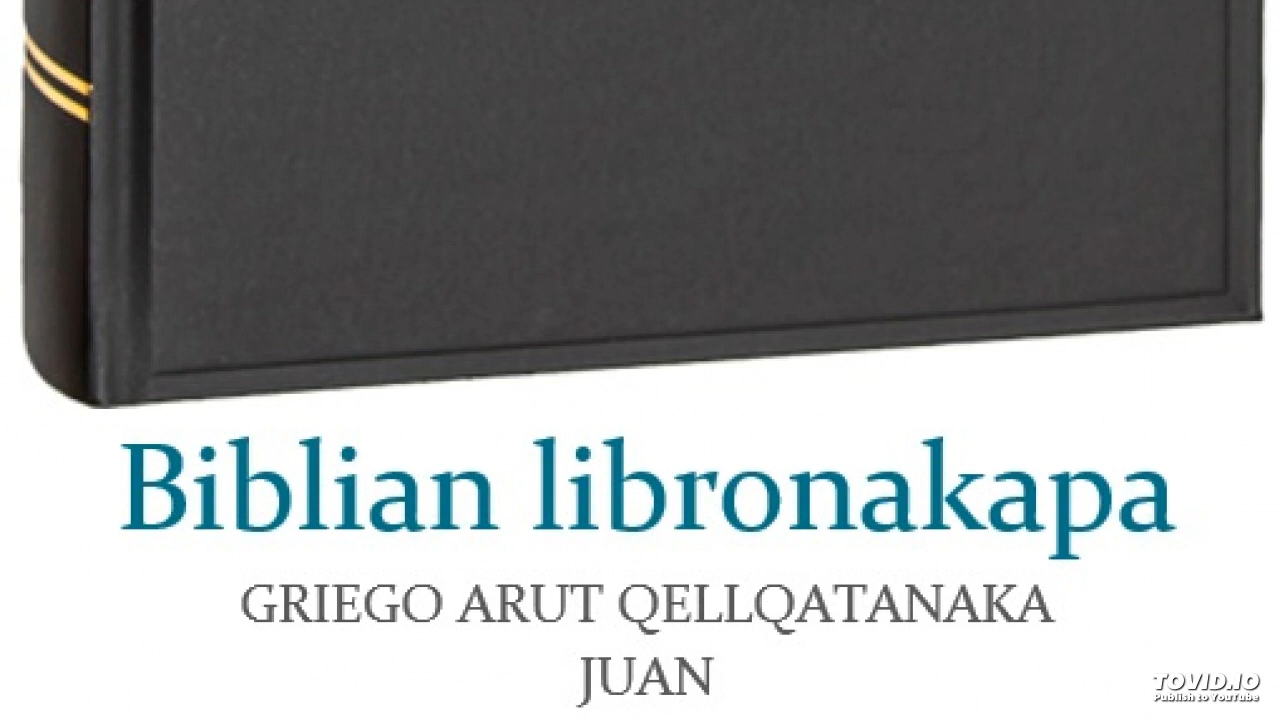 Biblian libronakapa
GRIEGO ARUT QELLQATANAKA
JUAN
TOVID.IO
Publish to YouTube